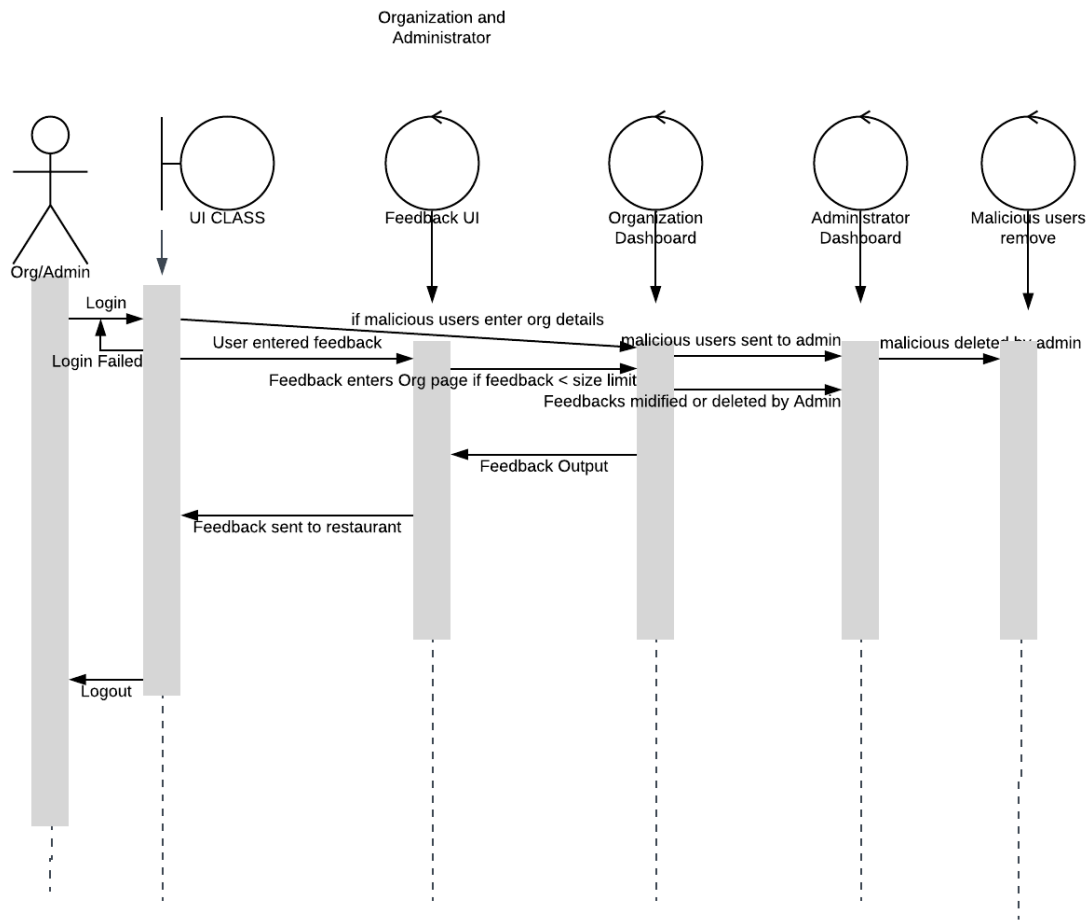 Organization and
Administrator
UI CLASS
Feedback UI
Organization
Dashboard
Administrator
Dashboard
Malicious users
remove
Org/Admin
Login
Login Failed
if malicious users enter org details
User entered feedback
malicious users sent to admin
malicious deleted by admin
Feedback enters Org page if feedback < size limit
Feedbacks midified or deleted by Admin
Feedback Output
Feedback sent to restaurant
Logout